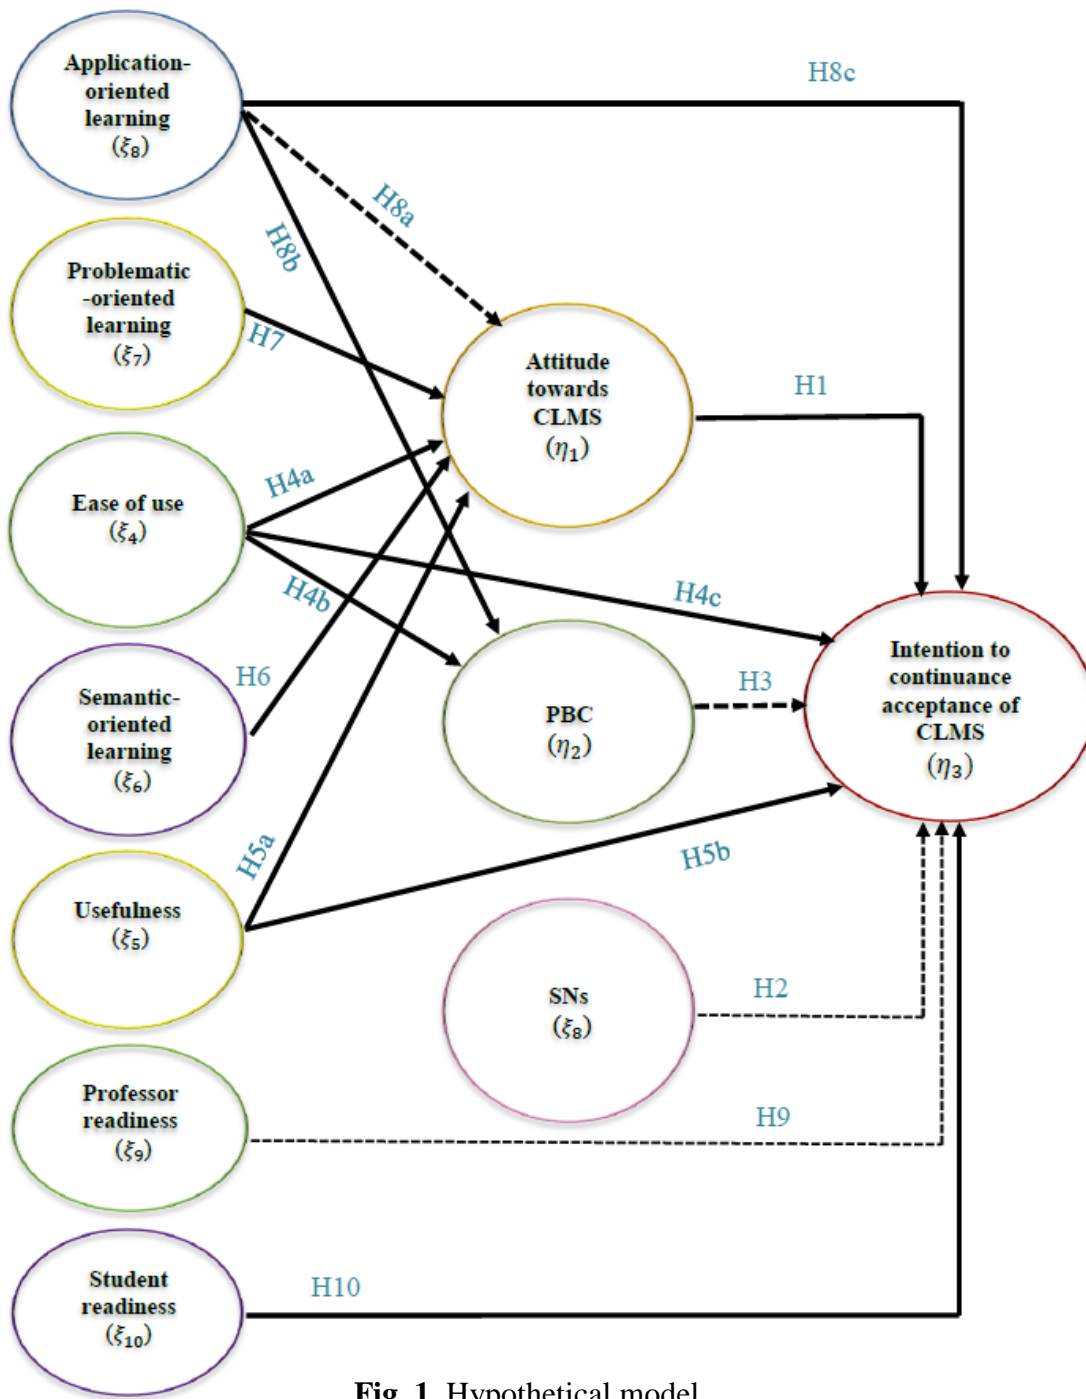 Application-
oriented
learning
(ξ₈)
H8c
H8a
H8b
Problematic
-oriented
learning
(ξ₇)
H7
Attitude
towards
CLMS
(η₁)
H1
Ease of use
(ξ₄)
H4a
H4b
H4c
Semantic-
oriented
learning
(ξ₆)
H6
PBC
(η₂)
H3
Intention to
continuance
acceptance of
CLMS
(η₃)
Usefulness
(ξ₅)
H5a
H5b
SNs
(ξ₈)
H2
Professor
readiness
(ξ₉)
H9
Student
readiness
(ξ₁₀)
H10
Fig. 1. Hypothetical model